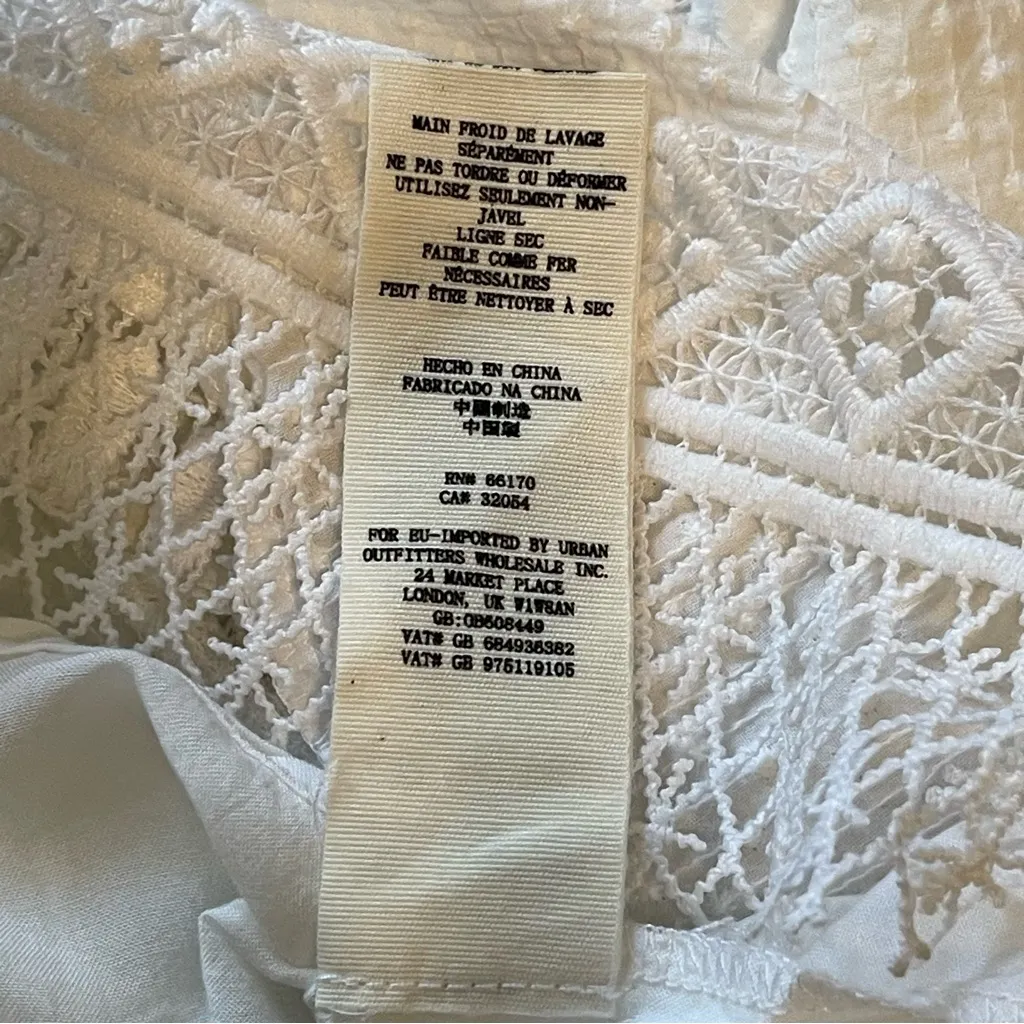 MAIN FROID DE LAVAGE
SÉPARÉMENT
NE PAS TORDRE OU DÉFORMER
UTILISEZ SEULEMENT NON-
JAVEL
LIGNE SEC
FAIBLE COMME FER
NÉCESSAIRES
PEUT ÊTRE NETTOYER À SEC
HECHO EN CHINA
FABRICADO NA CHINA
中國制造
中国製
RN# 66170
CA# 32054
FOR EU-IMPORTED BY URBAN
OUTFITTERS WHOLESALE INC.
24 MARKET PLACE
LONDON, UK W1W8AN
GB:OB608449
VAT# GB 684936382
VAT# GB 975119105